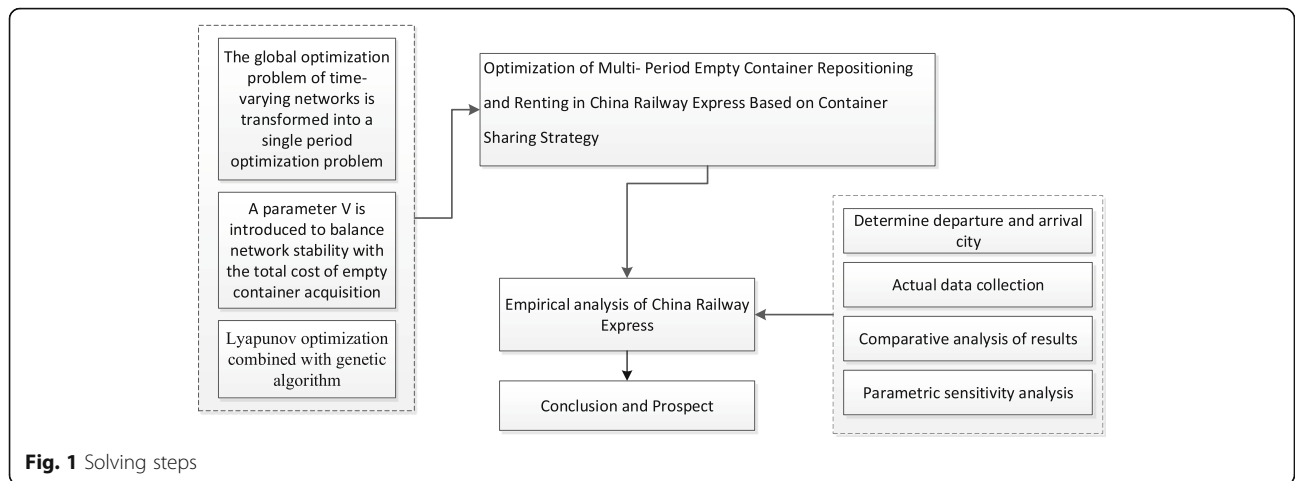 The global optimization
problem of time-
varying networks is
transformed into a
single period
optimization problem
A parameter V is
introduced to balance
network stability with
the total cost of empty
container acquisition
Lyapunov optimization
combined with genetic
algorithm
Optimization of Multi- Period Empty Container Repositioning
and Renting in China Railway Express Based on Container
Sharing Strategy
Empirical analysis of China Railway
Express
Conclusion and Prospect
Determine departure and arrival
city
Actual data collection
Comparative analysis of results
Parametric sensitivity analysis
Fig. 1 Solving steps